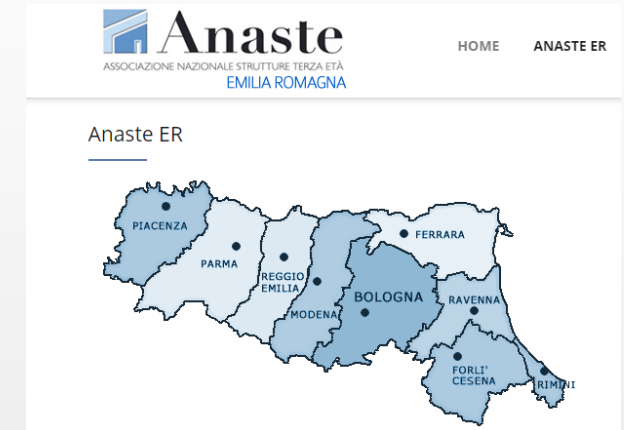 Anaste
ASSOCIAZIONE NAZIONALE STRUTTURE TERZA ETÀ
EMILIA ROMAGNA
HOME
ANASTE ER
Anaste ER
PIACENZA
PARMA
REGGIO
EMILIA
MODENA
BOLOGNA
FERRARA
RAVENNA
FORLI'
CESENA
RIMINI